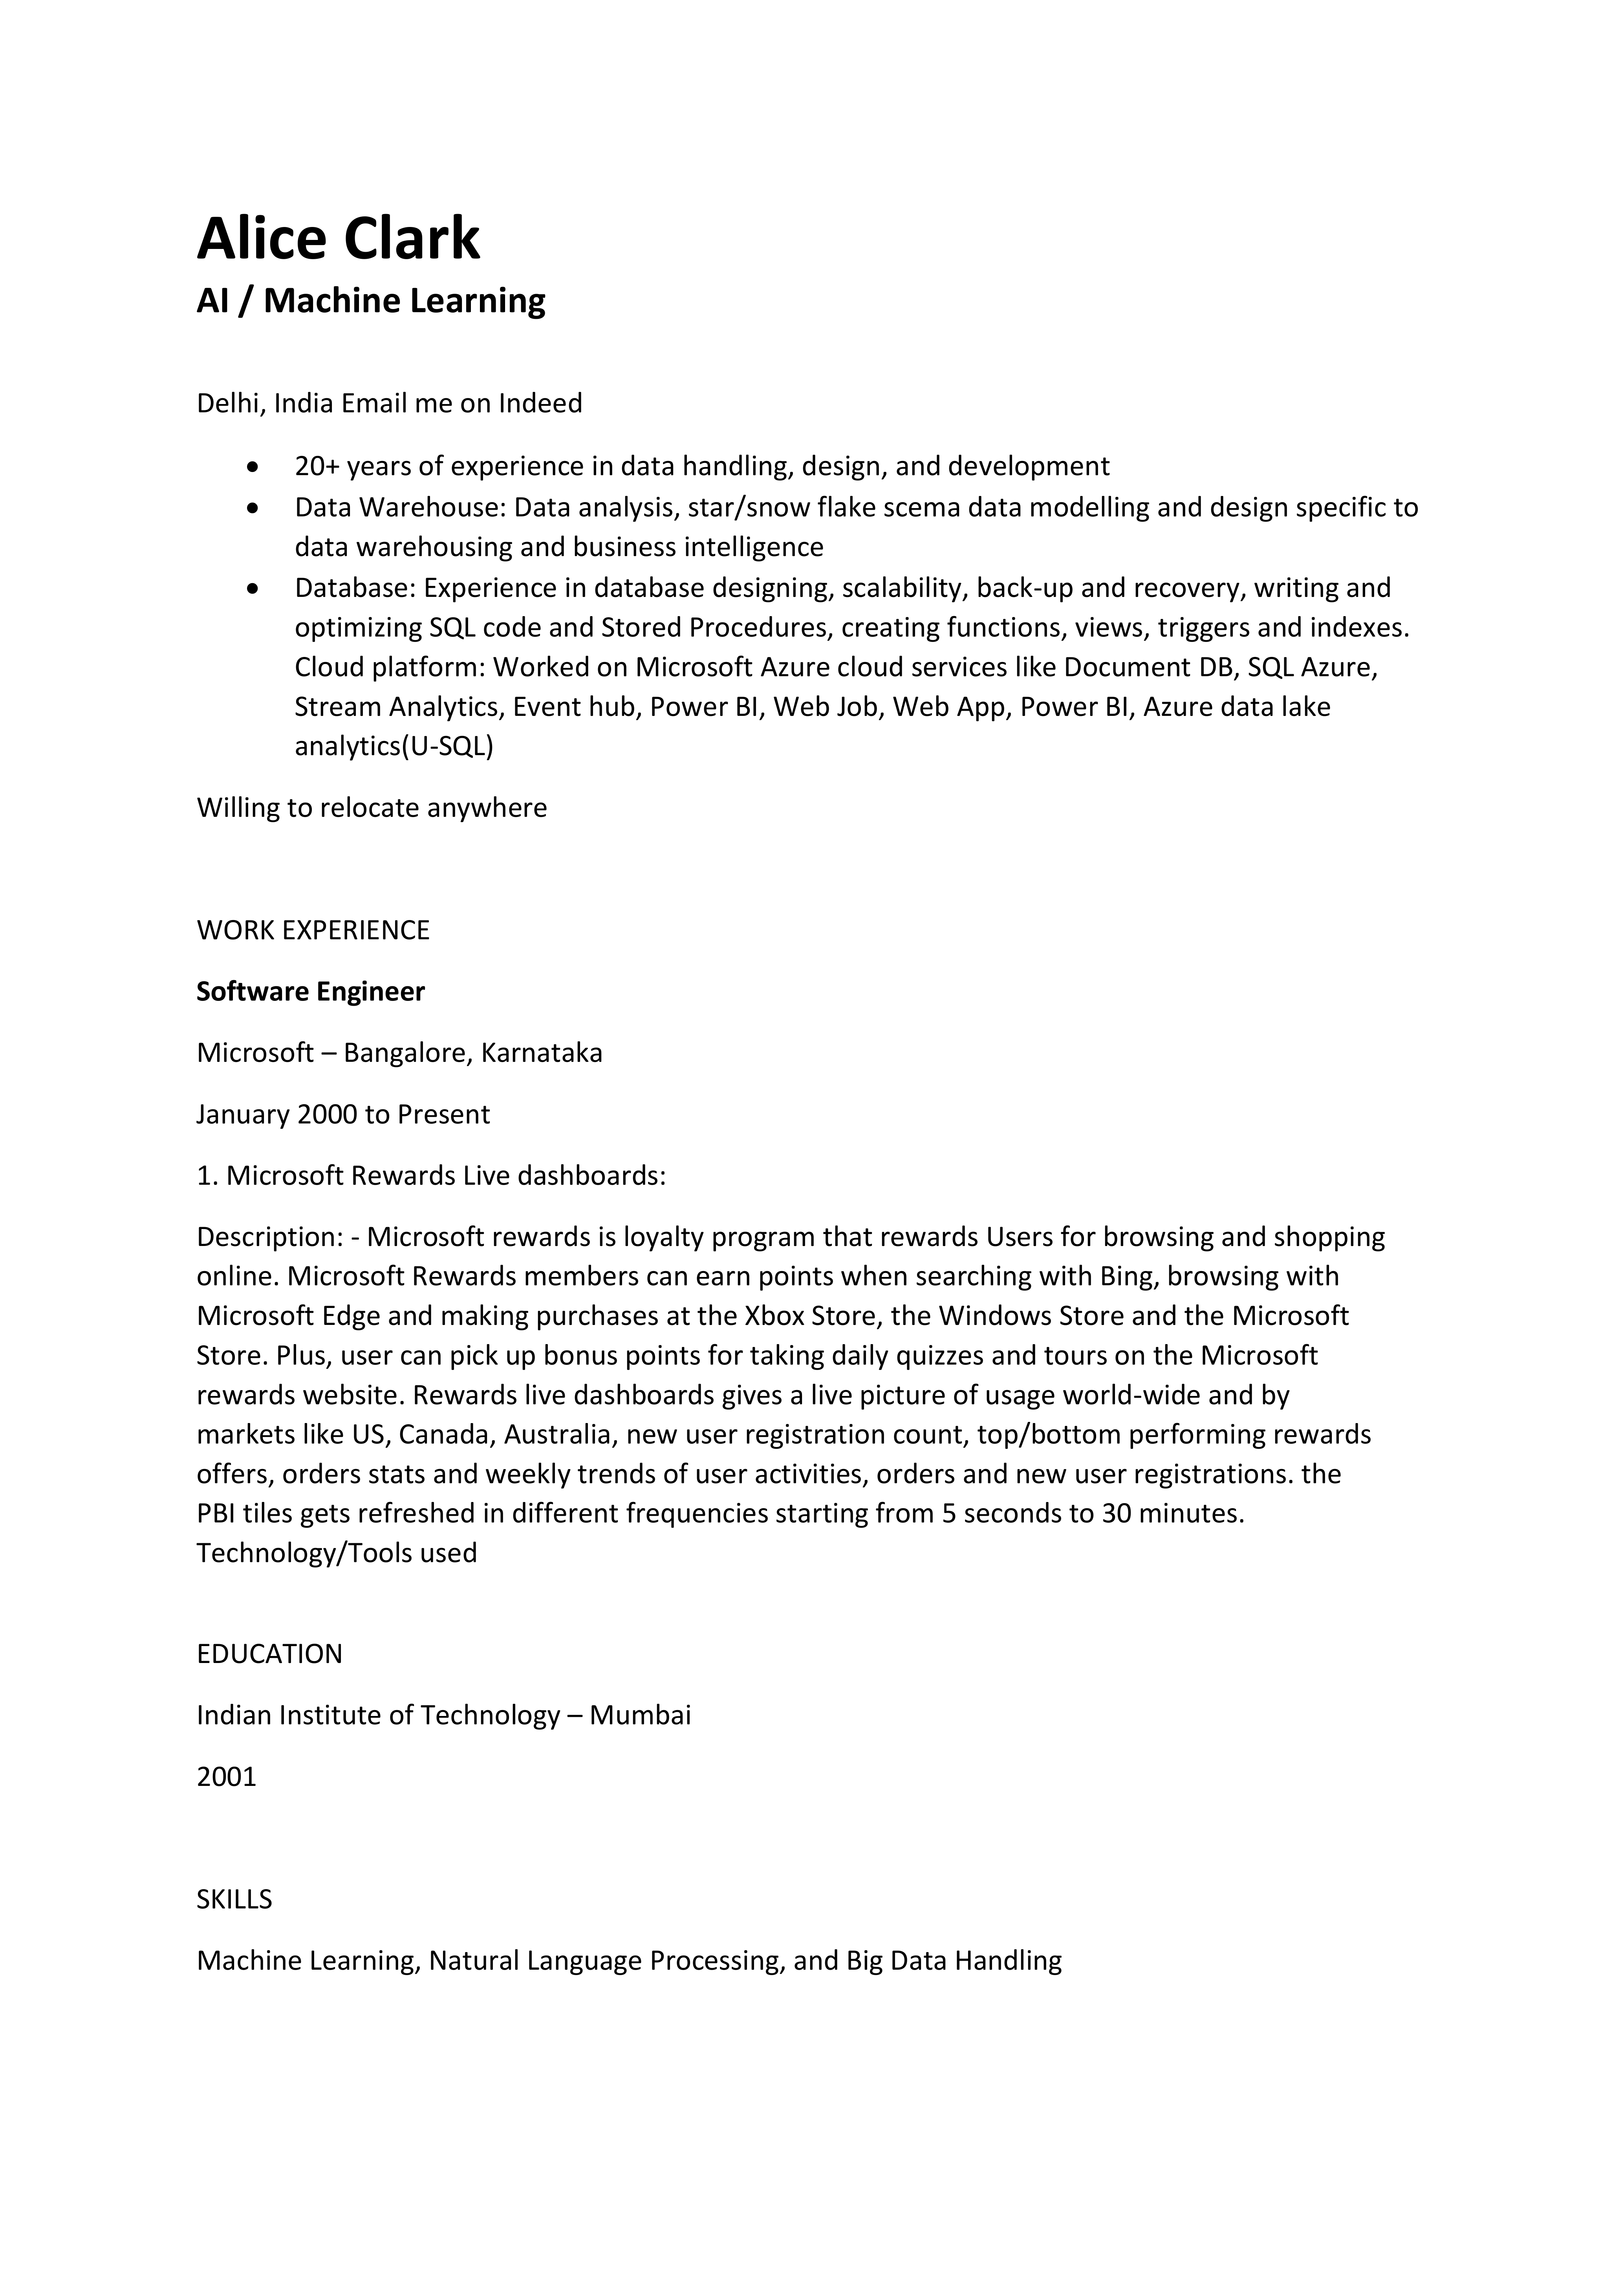 Alice Clark
AI / Machine Learning
Delhi, India Email me on Indeed
• 20+ years of experience in data handling, design, and development
• Data Warehouse: Data analysis, star/snow flake scema data modelling and design specific to
data warehousing and business intelligence
• Database: Experience in database designing, scalability, back-up and recovery, writing and
optimizing SQL code and Stored Procedures, creating functions, views, triggers and indexes.
Cloud platform: Worked on Microsoft Azure cloud services like Document DB, SQL Azure,
Stream Analytics, Event hub, Power BI, Web Job, Web App, Power BI, Azure data lake
analytics(U-SQL)
Willing to relocate anywhere
WORK EXPERIENCE
Software Engineer
Microsoft – Bangalore, Karnataka
January 2000 to Present
1. Microsoft Rewards Live dashboards:
Description: - Microsoft rewards is loyalty program that rewards Users for browsing and shopping
online. Microsoft Rewards members can earn points when searching with Bing, browsing with
Microsoft Edge and making purchases at the Xbox Store, the Windows Store and the Microsoft
Store. Plus, user can pick up bonus points for taking daily quizzes and tours on the Microsoft
rewards website. Rewards live dashboards gives a live picture of usage world-wide and by
markets like US, Canada, Australia, new user registration count, top/bottom performing rewards
offers, orders stats and weekly trends of user activities, orders and new user registrations. the
PBI tiles gets refreshed in different frequencies starting from 5 seconds to 30 minutes.
Technology/Tools used
EDUCATION
Indian Institute of Technology – Mumbai
2001
SKILLS
Machine Learning, Natural Language Processing, and Big Data Handling